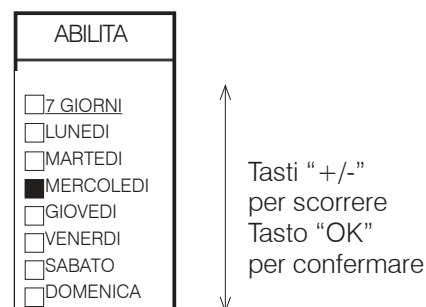 ABILITA
7 GIORNI
LUNEDI
MARTEDI
MERCOLEDI
GIOVEDI
VENERDI
SABATO
DOMENICA
Tasti “+/-”
per scorrere
Tasto “OK”
per confermare